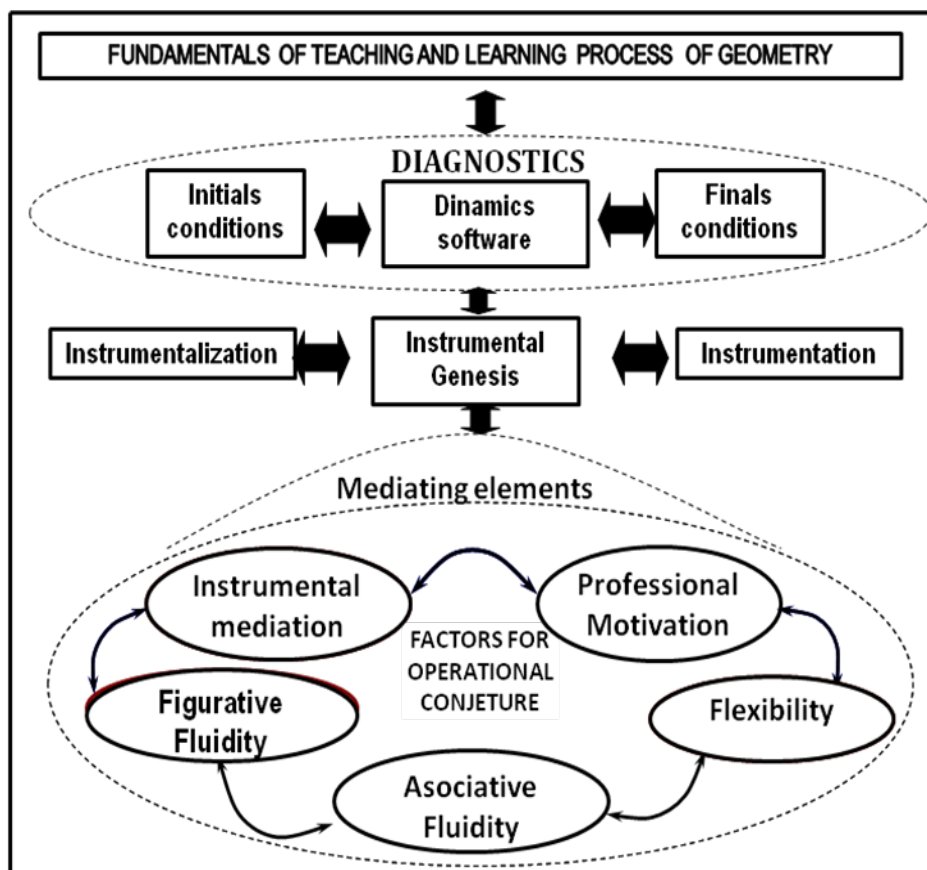 FUNDAMENTALS OF TEACHING AND LEARNING PROCESS OF GEOMETRY
DIAGNOSTICS
Initials
conditions
Dinamics
software
Finals
conditions
Instrumentalization
Instrumental
Genesis
Instrumentation
Mediating elements
Instrumental
mediation
Professional
Motivation
FACTORS FOR
OPERATIONAL
CONJETURE
Figurative
Fluidity
Flexibility
Asociative
Fluidity